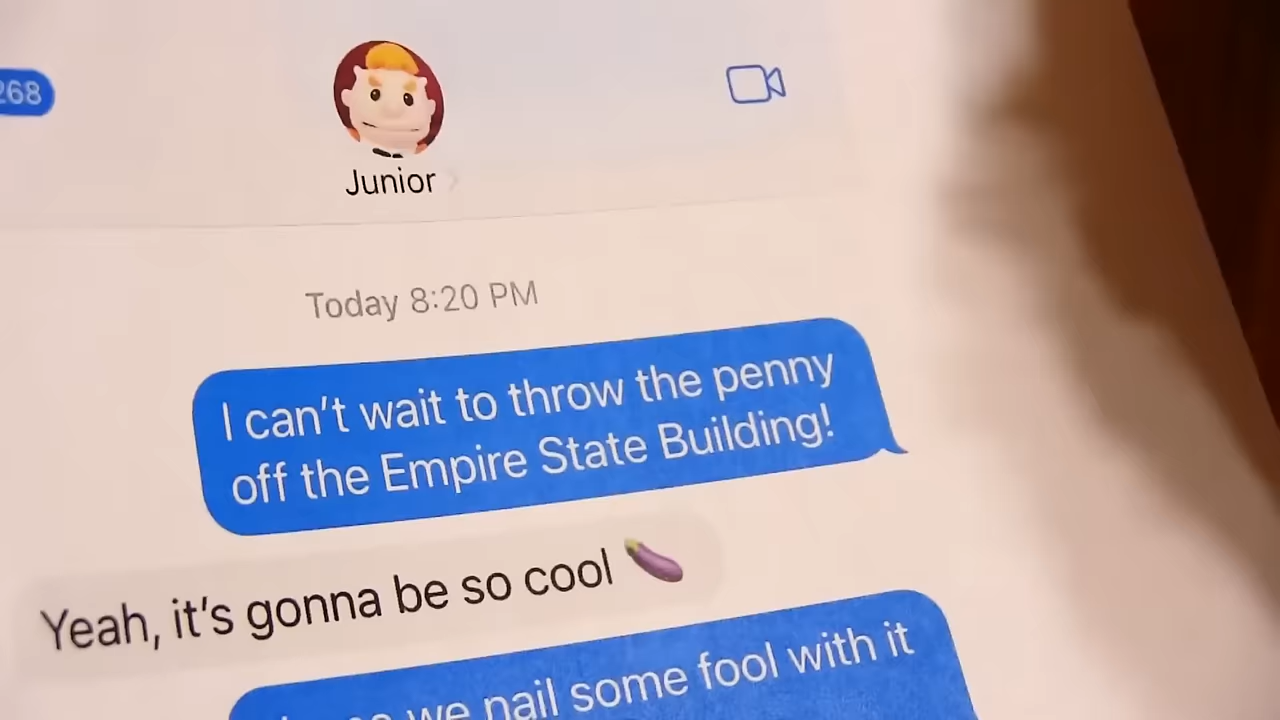 268
Junior
Today 8:20 PM
I can't wait to throw the penny
off the Empire State Building!
Yeah, it's gonna be so cool 🍆
we nail some fool with it